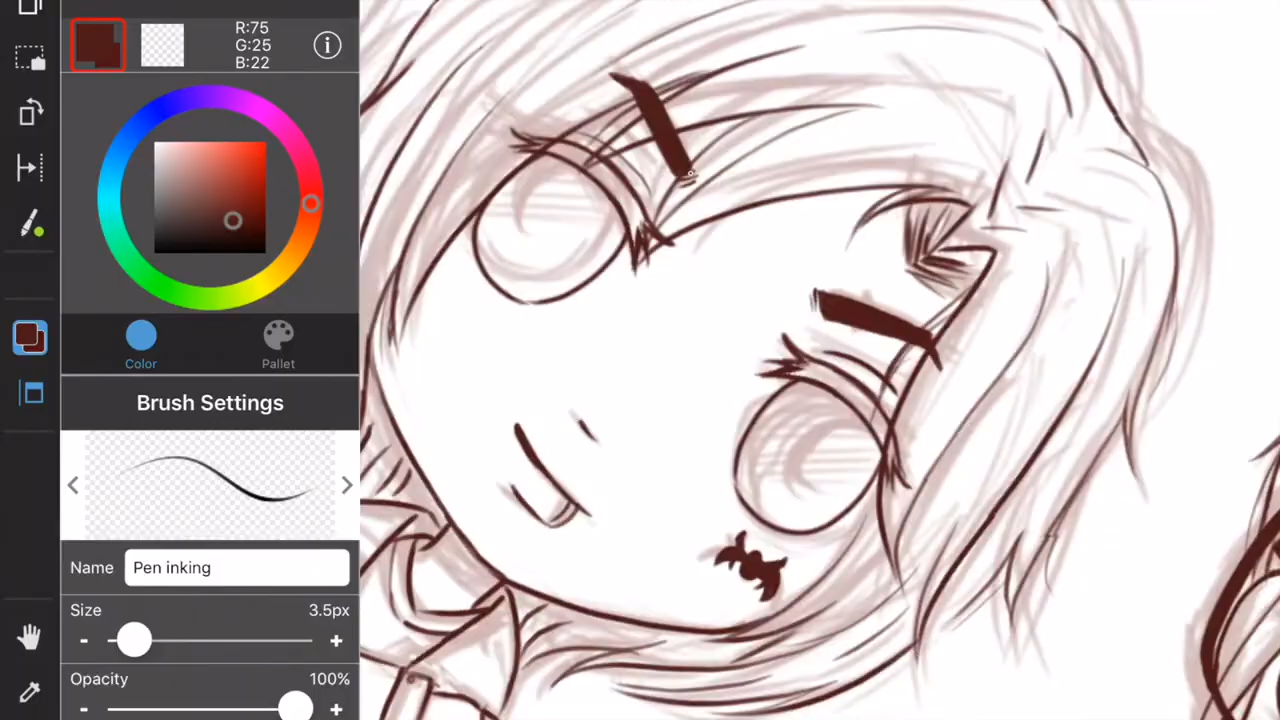 R:75
G:25
B:22
Color
Pallet
Brush Settings
Name
Pen inking
Size
3.5px
-
+
Opacity
100%
-
+